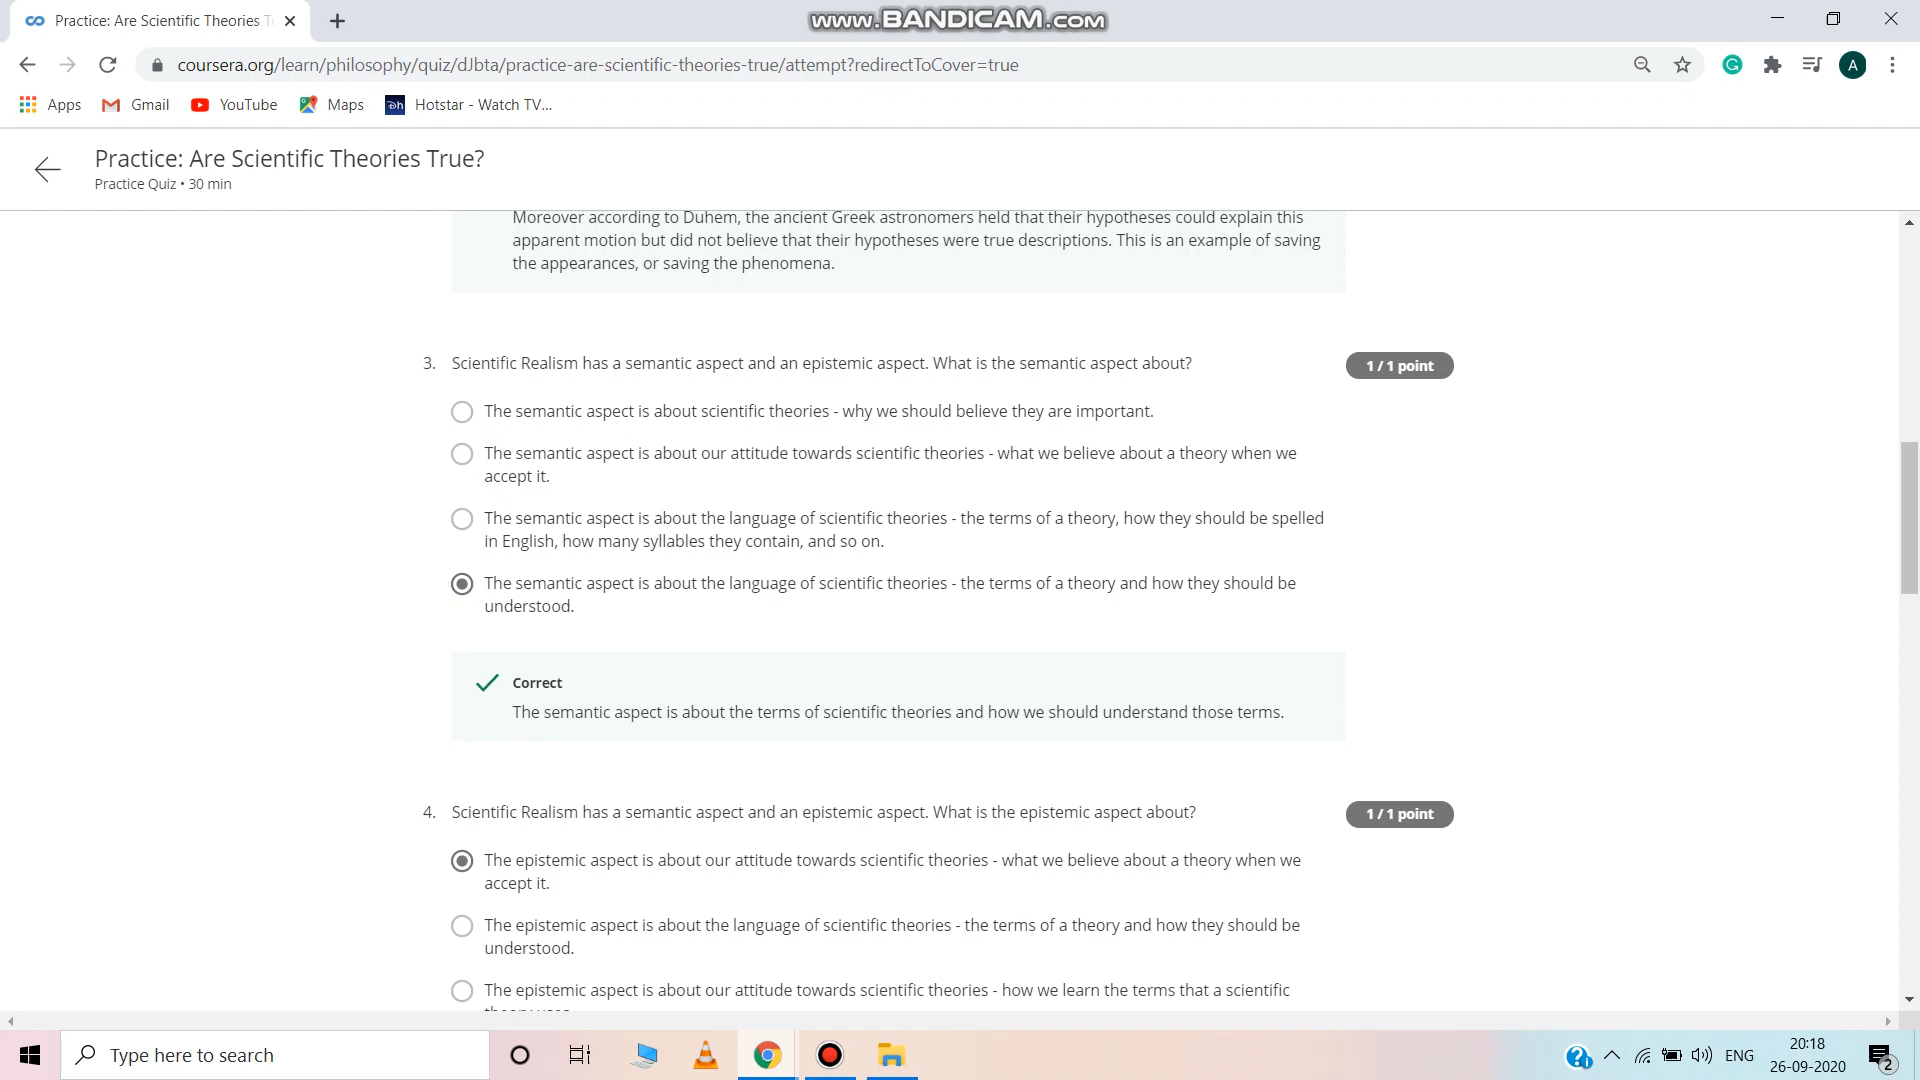 Practice: Are Scientific Theories T
www.BANDICAM.com
coursera.org/learn/philosophy/quiz/dJbta/practice-are-scientific-theories-true/attempt?redirectToCover=true
A
Apps Gmail YouTube Maps Hotstar - Watch TV...
Practice: Are Scientific Theories True?
Practice Quiz • 30 min
Moreover according to Duhem, the ancient Greek astronomers held that their hypotheses could explain this
apparent motion but did not believe that their hypotheses were true descriptions. This is an example of saving
the appearances, or saving the phenomena.
3. Scientific Realism has a semantic aspect and an epistemic aspect. What is the semantic aspect about?
1 / 1 point
The semantic aspect is about scientific theories - why we should believe they are important.
The semantic aspect is about our attitude towards scientific theories - what we believe about a theory when we
accept it.
The semantic aspect is about the language of scientific theories - the terms of a theory, how they should be spelled
in English, how many syllables they contain, and so on.
The semantic aspect is about the language of scientific theories - the terms of a theory and how they should be
understood.
Correct
The semantic aspect is about the terms of scientific theories and how we should understand those terms.
4. Scientific Realism has a semantic aspect and an epistemic aspect. What is the epistemic aspect about?
1 / 1 point
The epistemic aspect is about our attitude towards scientific theories - what we believe about a theory when we
accept it.
The epistemic aspect is about the language of scientific theories - the terms of a theory and how they should be
understood.
The epistemic aspect is about our attitude towards scientific theories - how we learn the terms that a scientific
Type here to search
ENG
20:18
26-09-2020
2